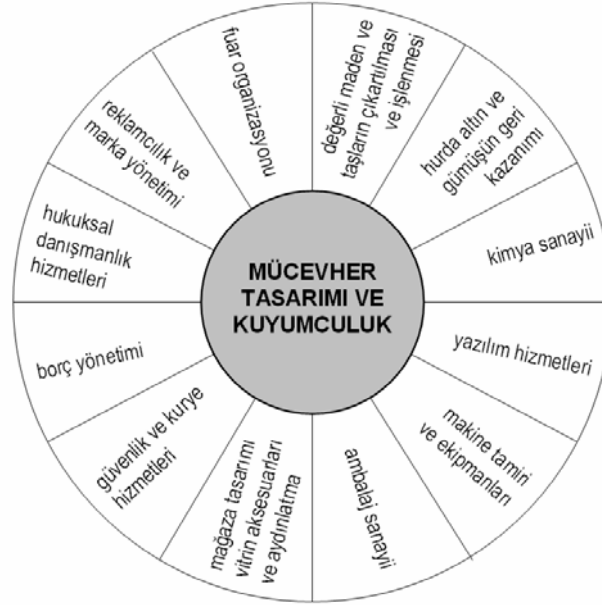 MÜCEVHER
TASARIMI VE
KUYUMCULUK
değerli maden ve
taşların çıkartılması
ve işlenmesi
hurda altın ve
gümüşün geri
kazanımı
kimya sanayii
yazılım hizmetleri
makine tamiri
ve ekipmanları
ambalaj sanayii
mağaza tasarımı
vitrin aksesuarları
ve aydınlatma
güvenlik ve kurye
hizmetleri
borç yönetimi
hukuksal
danışmanlık
hizmetleri
reklamcılık ve
marka yönetimi
fuar organizasyonu